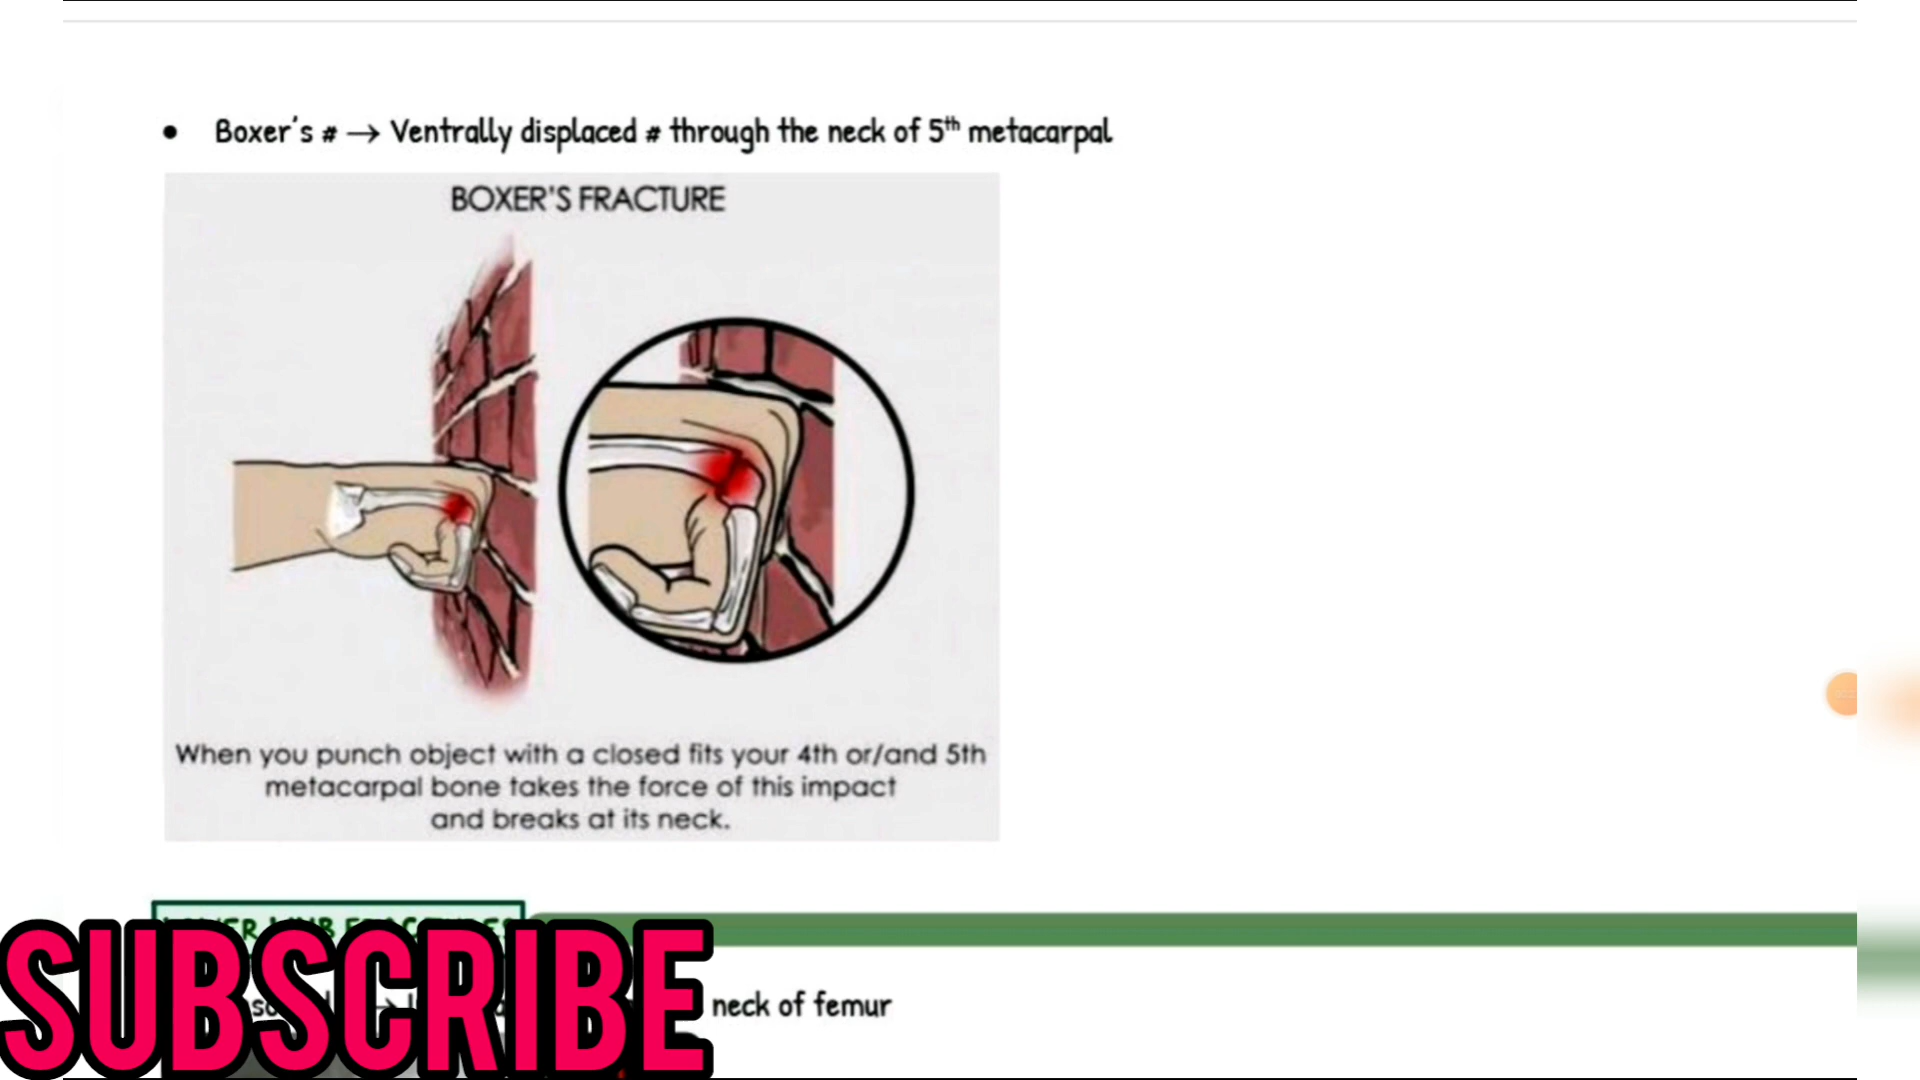 • Boxer's # → Ventrally displaced # through the neck of 5th metacarpal
BOXER'S FRACTURE
When you punch object with a closed fits your 4th or/and 5th
metacarpal bone takes the force of this impact
and breaks at its neck.
FRACTURES
neck of femur
SUBSCRIBE